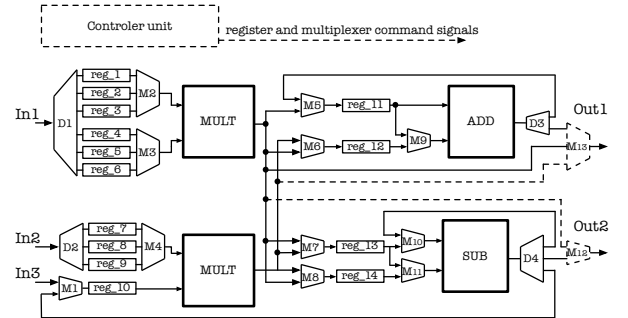 Controler unit
register and multiplexer command signals
In1
D1
reg_1
reg_2
reg_3
reg_4
reg_5
reg_6
M2
M3
MULT
M5
reg_11
M6
reg_12
M9
ADD
D3
Out1
M13
In2
D2
reg_7
reg_8
reg_9
M4
In3
M1
reg_10
MULT
M7
reg_13
M8
reg_14
M10
M11
SUB
D4
Out2
M12